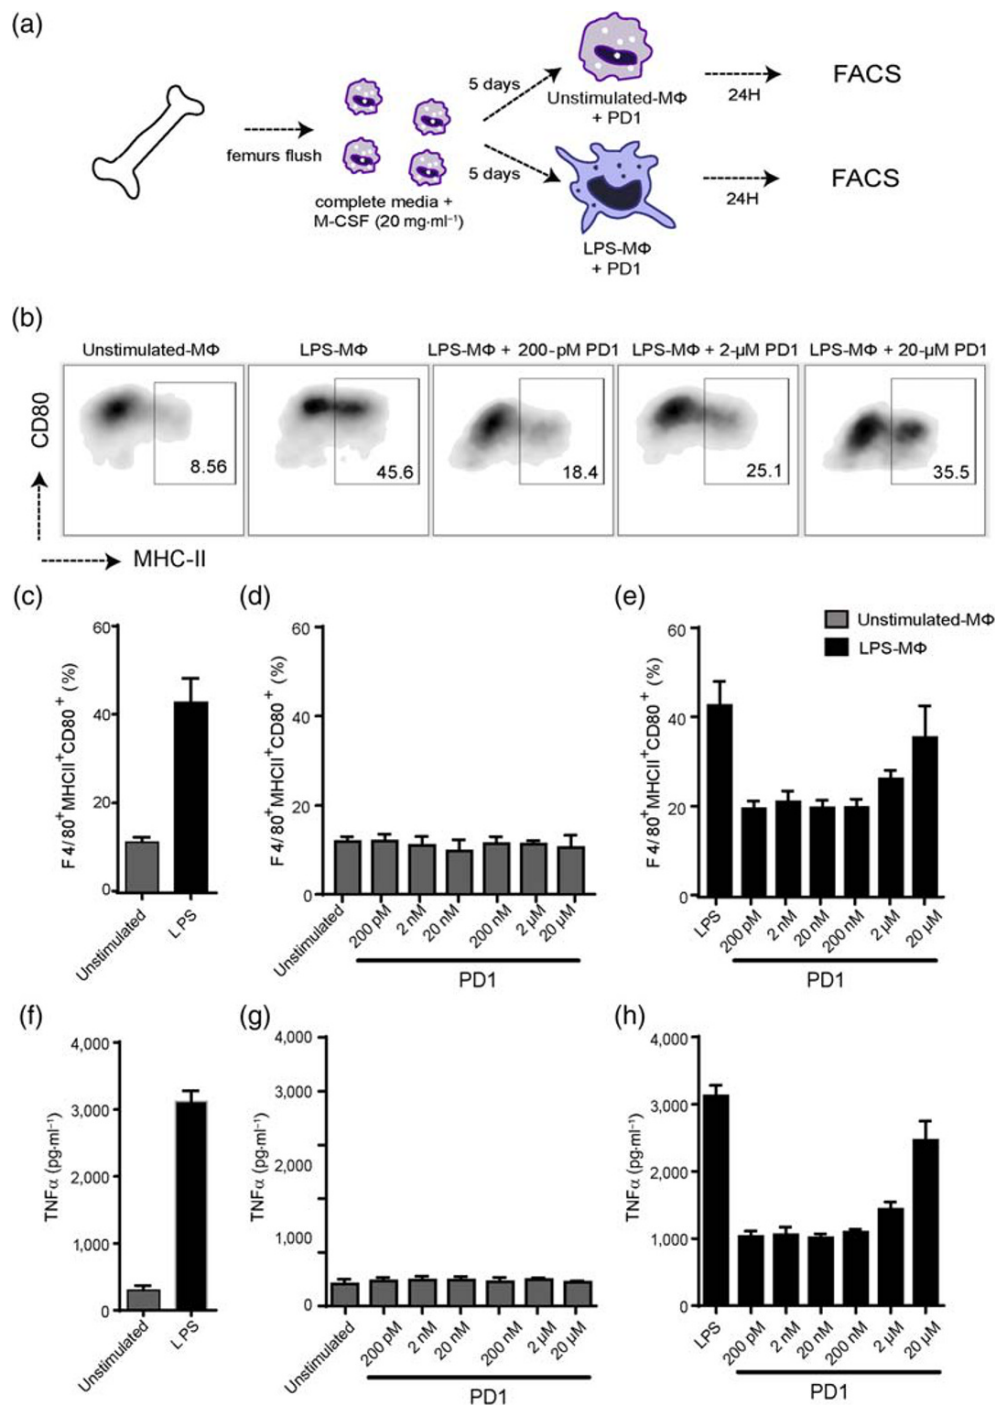 (a)
femurs flush
complete media +
M-CSF (20 mg·ml⁻¹)
5 days
5 days
Unstimulated-MΦ
+ PD1
LPS-MΦ
+ PD1
24H
24H
FACS
FACS
(b)
Unstimulated-MΦ
LPS-MΦ
LPS-MΦ + 200-pM PD1
LPS-MΦ + 2-µM PD1
LPS-MΦ + 20-µM PD1
CD80
8.56
45.6
18.4
25.1
35.5
MHC-II
(c)
F4/80⁺MHCII⁺CD80⁺ (%)
60
40
20
0
Unstimulated
LPS
(d)
F4/80⁺MHCII⁺CD80⁺ (%)
60
40
20
0
Unstimulated
200 pM
2 nM
20 nM
200 nM
2 µM
20 µM
PD1
(e)
Unstimulated-MΦ
LPS-MΦ
F4/80⁺MHCII⁺CD80⁺ (%)
60
40
20
0
LPS
200 pM
2 nM
20 nM
200 nM
2 µM
20 µM
PD1
(f)
TNFα (pg·ml⁻¹)
4,000
3,000
2,000
1,000
0
Unstimulated
LPS
(g)
TNFα (pg·ml⁻¹)
4,000
3,000
2,000
1,000
0
Unstimulated
200 pM
2 nM
20 nM
200 nM
2 µM
20 µM
PD1
(h)
TNFα (pg·ml⁻¹)
4,000
3,000
2,000
1,000
0
LPS
200 pM
2 nM
20 nM
200 nM
2 µM
20 µM
PD1